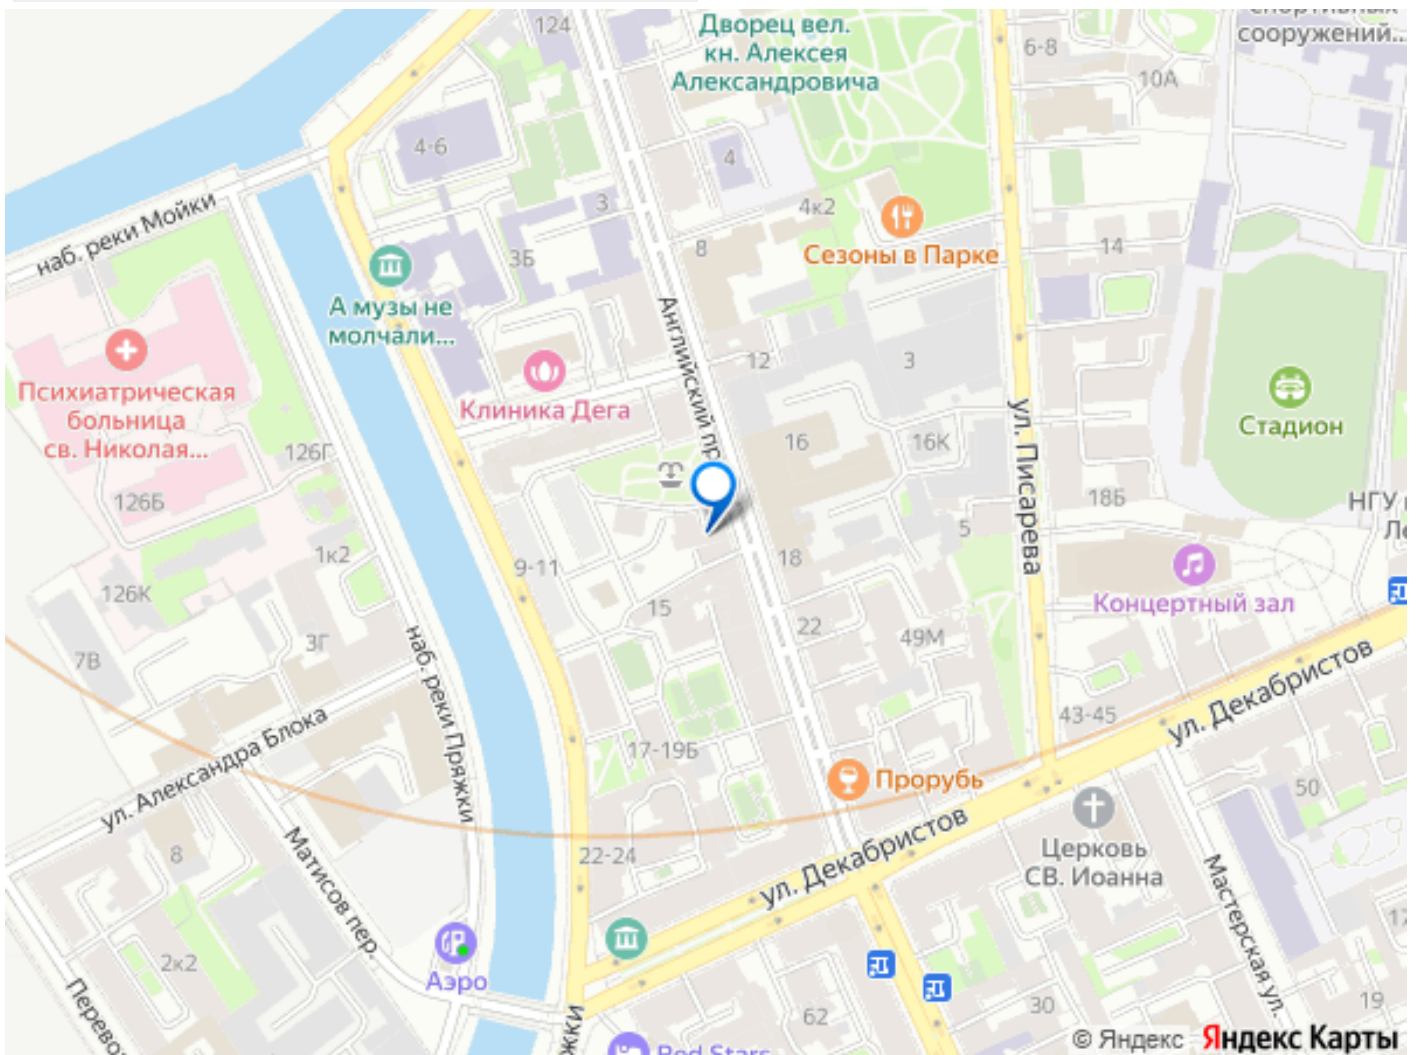 124
Дворец вел.
кн. Алексея
Александровича
сооружений...
6-8
10А
4-6
4
3
4к2
8
14
3Б
наб. реки Мойки
Сезоны в Парке
А музы не
молчали...
Английский пр
12
3
Психиатрическая
больница
св. Николая...
Клиника Дега
ул. Писарева
Стадион
126Г
16
16К
126Б
18Б
НГУ
5
1к2
9-11
18
126К
15
22
49М
Концертный зал
3Г
7В
наб. реки Пряжки
ул. Александра Блока
17-19Б
43-45
ул. Декабристов
Прорубь
50
8
Матисов пер.
22-24
ул. Декабристов
Церковь
СВ. Иоанна
Мастерская ул.
2к2
Аэро
17
19
30
62
Red Stars
© Яндекс Яндекс Карты